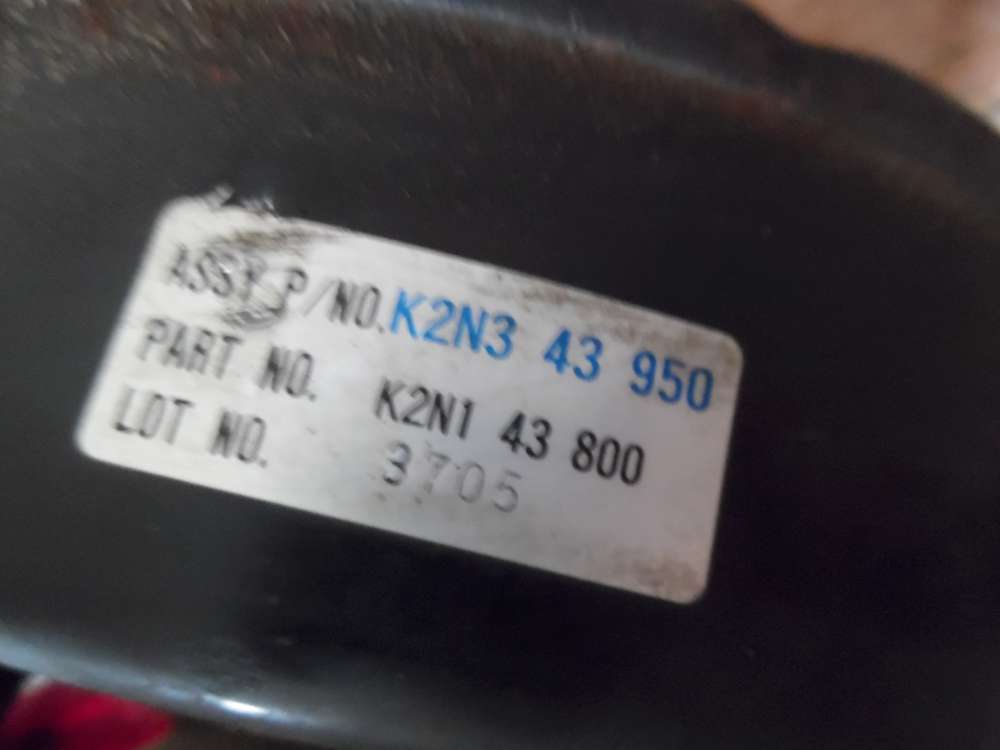 ASSY P/NO. K2N3 43 950
PART NO. K2N1 43 800
LOT NO. 3705